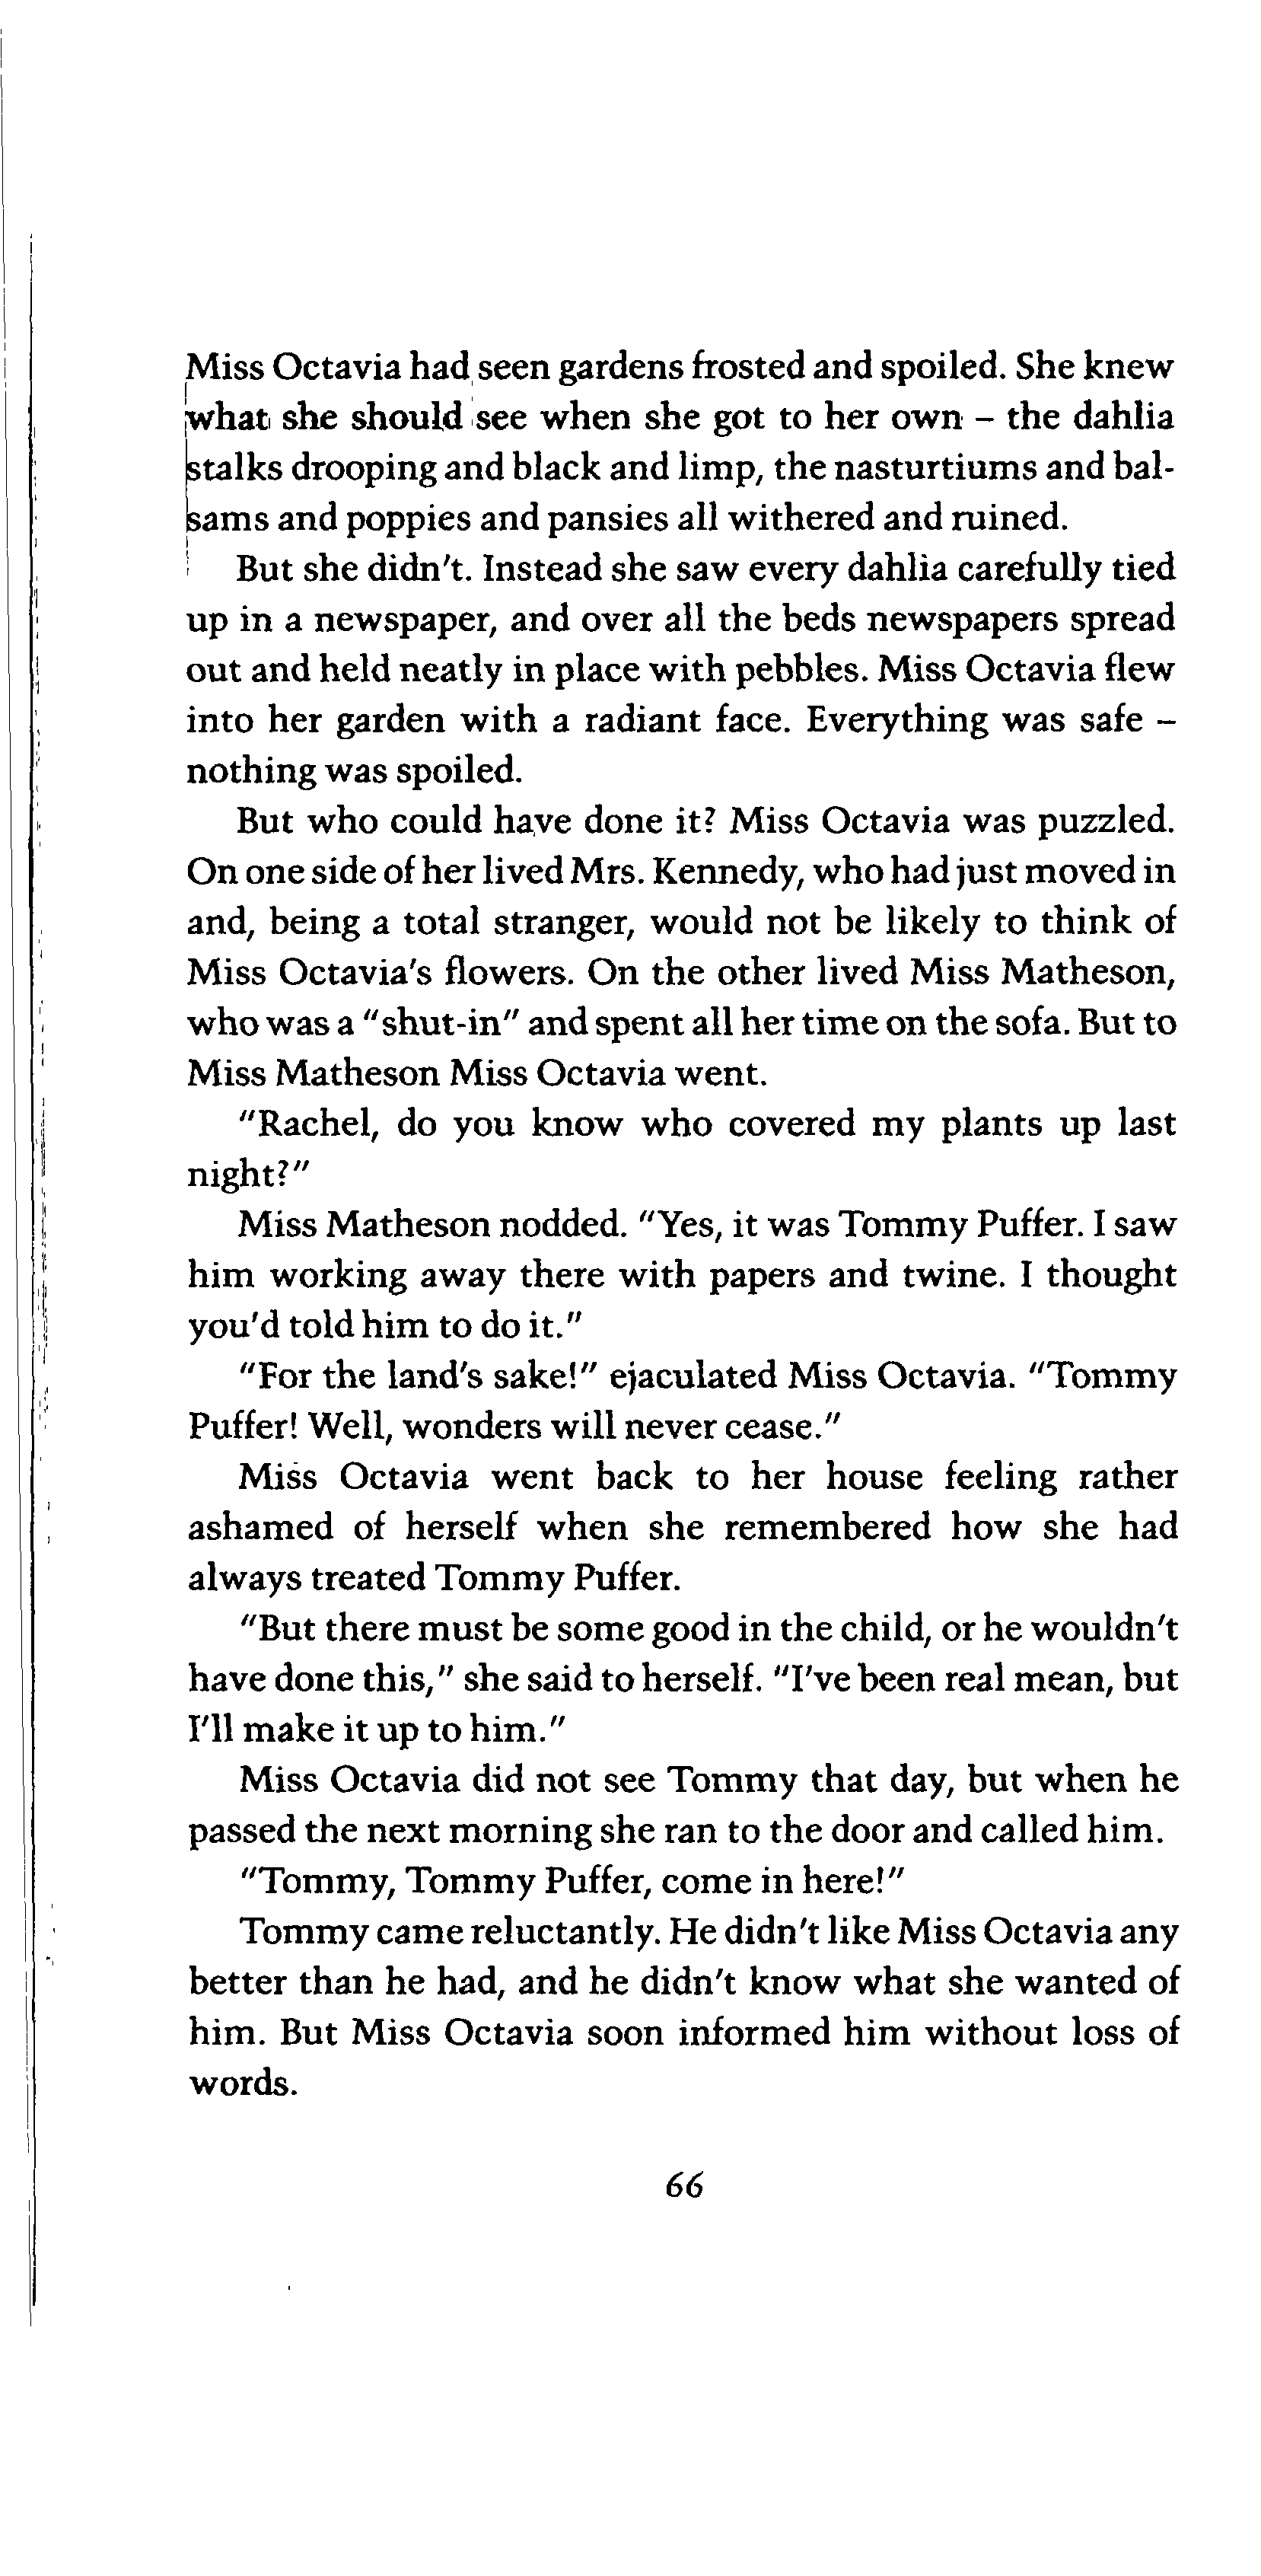 Miss Octavia had seen gardens frosted and spoiled. She knew
what she should see when she got to her own – the dahlia
stalks drooping and black and limp, the nasturtiums and bal-
sams and poppies and pansies all withered and ruined.
But she didn't. Instead she saw every dahlia carefully tied
up in a newspaper, and over all the beds newspapers spread
out and held neatly in place with pebbles. Miss Octavia flew
into her garden with a radiant face. Everything was safe –
nothing was spoiled.
But who could have done it? Miss Octavia was puzzled.
On one side of her lived Mrs. Kennedy, who had just moved in
and, being a total stranger, would not be likely to think of
Miss Octavia's flowers. On the other lived Miss Matheson,
who was a "shut-in" and spent all her time on the sofa. But to
Miss Matheson Miss Octavia went.
"Rachel, do you know who covered my plants up last
night?"
Miss Matheson nodded. "Yes, it was Tommy Puffer. I saw
him working away there with papers and twine. I thought
you'd told him to do it."
"For the land's sake!" ejaculated Miss Octavia. "Tommy
Puffer! Well, wonders will never cease."
Miss Octavia went back to her house feeling rather
ashamed of herself when she remembered how she had
always treated Tommy Puffer.
"But there must be some good in the child, or he wouldn't
have done this," she said to herself. "I've been real mean, but
I'll make it up to him."
Miss Octavia did not see Tommy that day, but when he
passed the next morning she ran to the door and called him.
"Tommy, Tommy Puffer, come in here!"
Tommy came reluctantly. He didn't like Miss Octavia any
better than he had, and he didn't know what she wanted of
him. But Miss Octavia soon informed him without loss of
words.
66